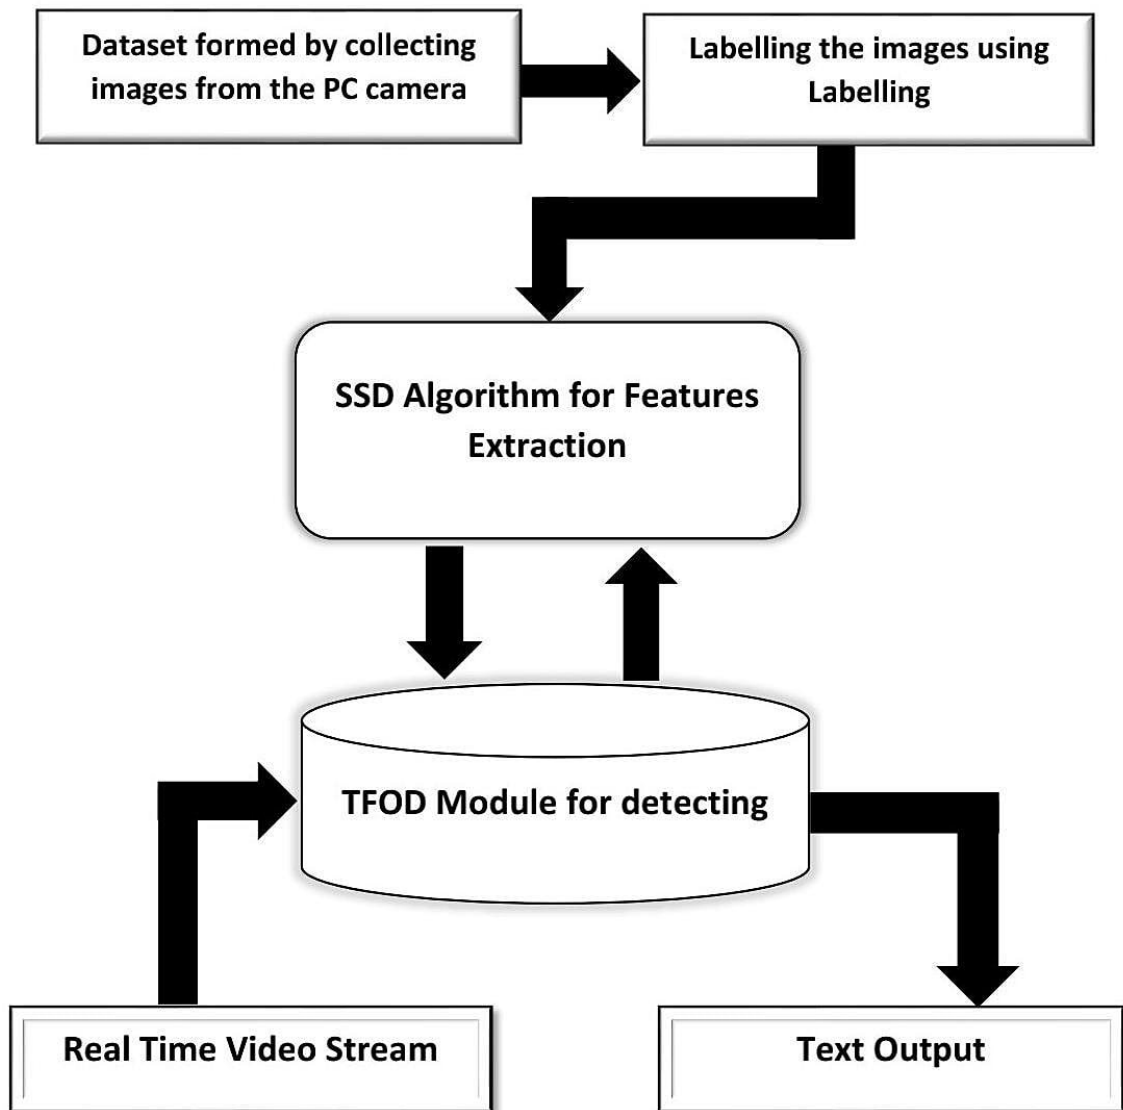 Dataset formed by collecting
images from the PC camera
Labelling the images using
Labelling
SSD Algorithm for Features
Extraction
TFOD Module for detecting
Real Time Video Stream
Text Output